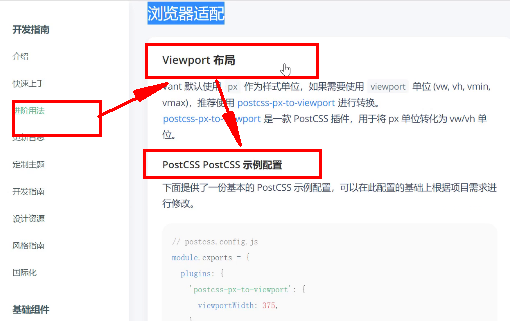 浏览器适配
开发指南
介绍
快速上手
进阶用法
更新日志
定制主题
开发指南
设计资源
风格指南
国际化
基础组件
Viewport 布局
Vant 默认使用 px 作为样式单位，如果需要使用 viewport 单位 (vw, vh, vmin,
vmax)，推荐使用 postcss-px-to-viewport 进行转换。
postcss-px-to-viewport 是一款 PostCSS 插件，用于将 px 单位转化为 vw/vh 单
位。
PostCSS PostCSS 示例配置
下面提供了一份基本的 PostCSS 示例配置，可以在此配置的基础上根据项目需求进
行修改。
// postcss.config.js
module.exports = {
plugins: {
'postcss-px-to-viewport': {
viewportWidth: 375,